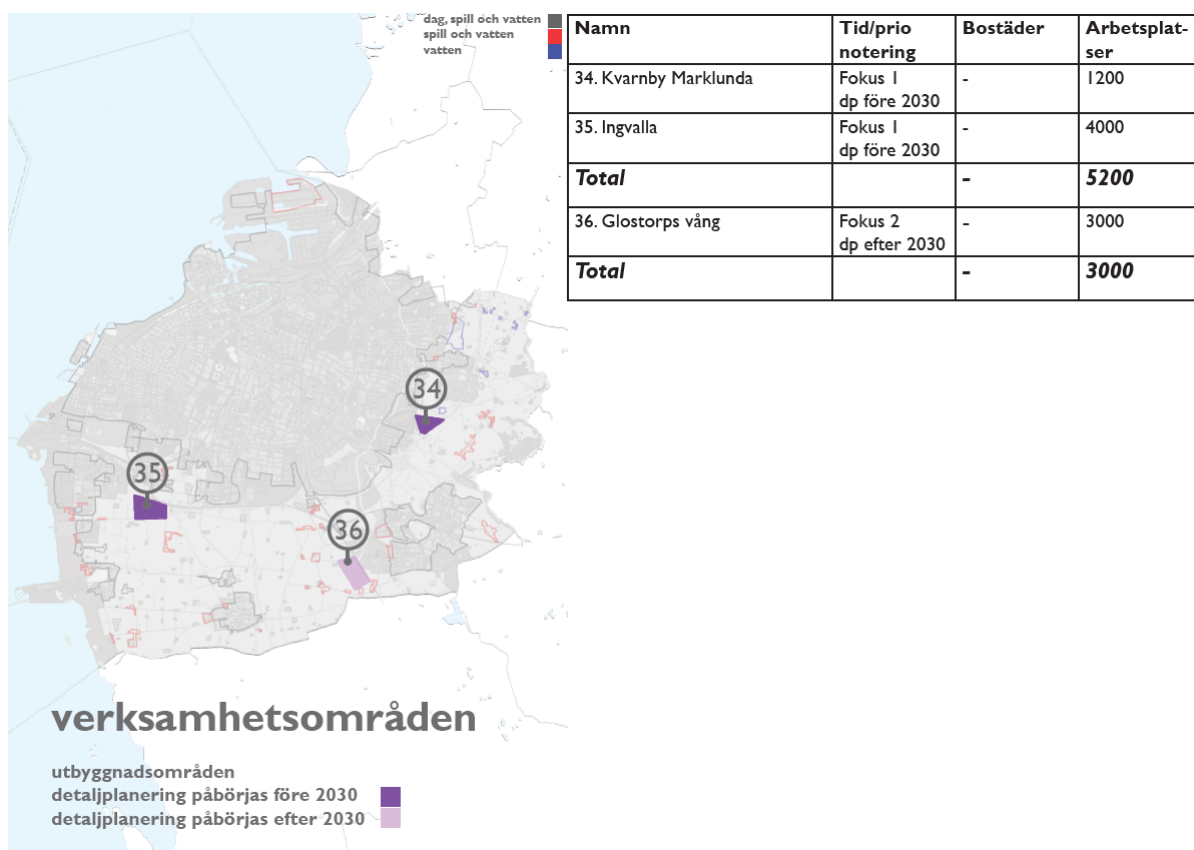 dag, spill och vatten
spill och vatten
vatten
34
35
36
verksamhetsområden
utbyggnadsområden
detaljplanering påbörjas före 2030
detaljplanering påbörjas efter 2030
Namn Tid/prio notering Bostäder Arbetsplat-ser
34. Kvarnby Marklunda Fokus 1 dp före 2030 - 1200
35. Ingvalla Fokus 1 dp före 2030 - 4000
Total - 5200
36. Glostorps vång Fokus 2 dp efter 2030 - 3000
Total - 3000